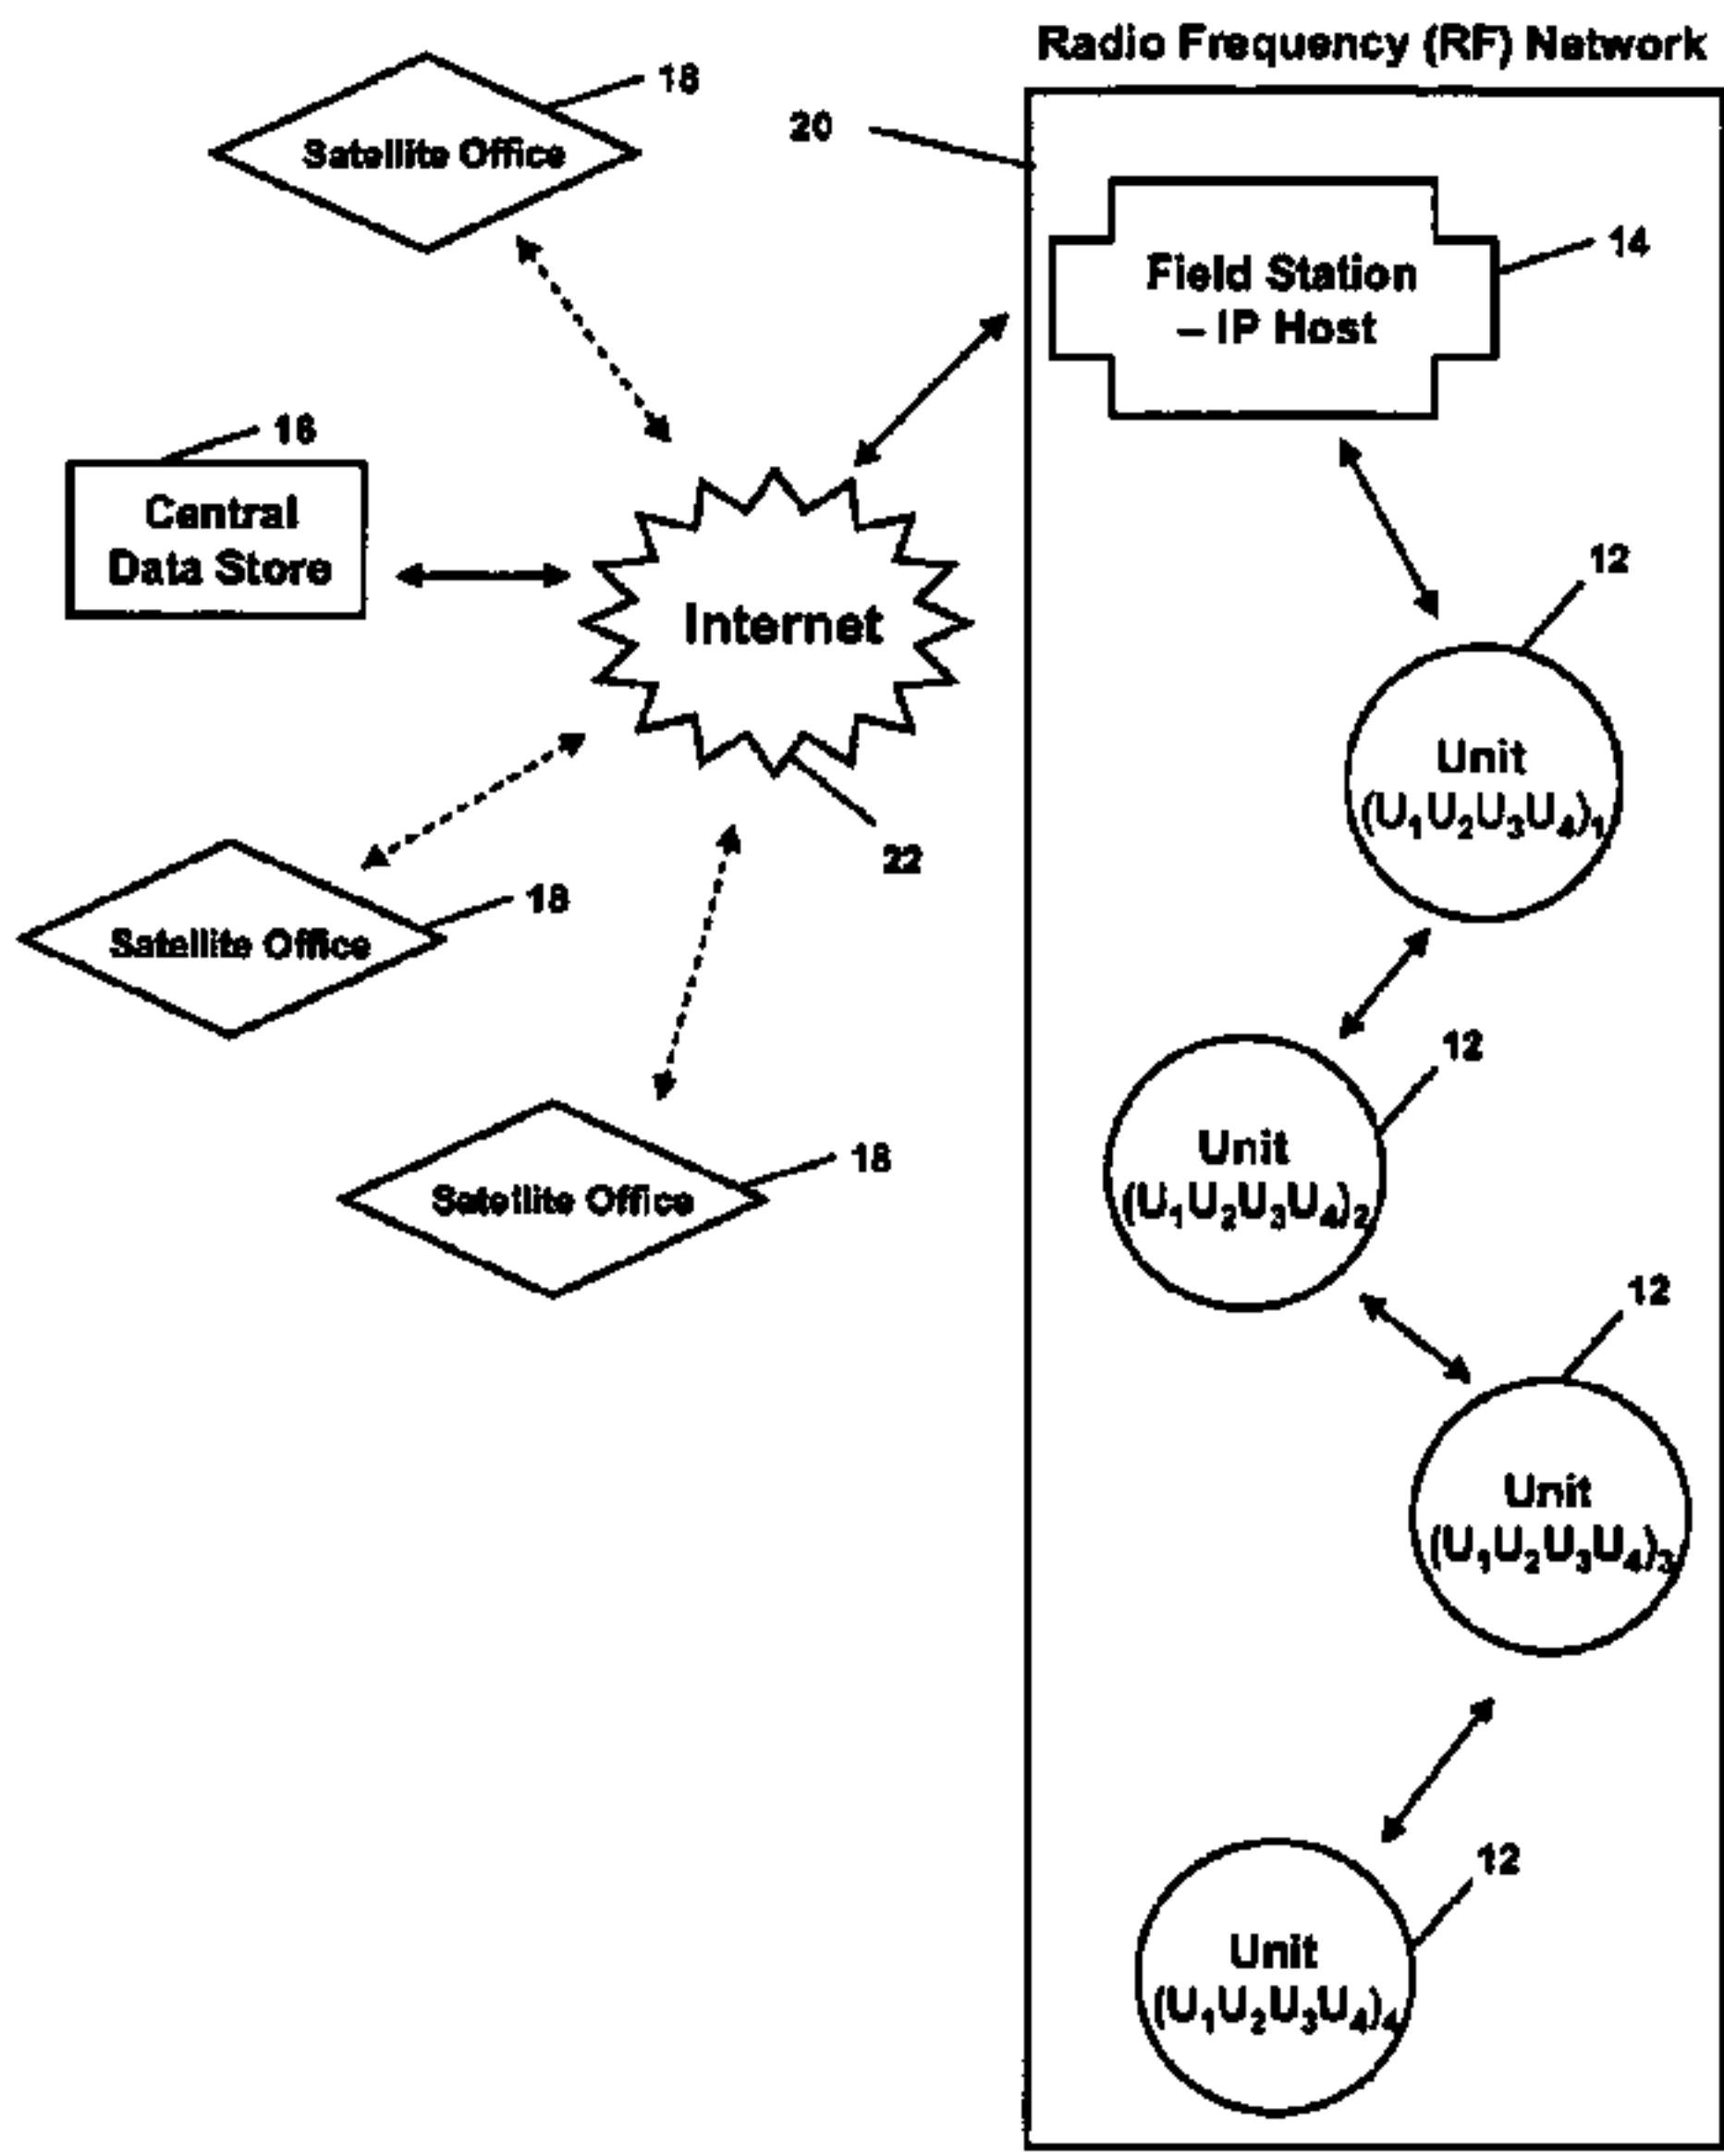 Radio Frequency (RF) Network
18
Satellite Office
20
14
Field Station
– IP Host
16
Central
Data Store
Internet
12
Unit
(U₁U₂U₃U₄)₁
22
18
Satellite Office
12
Unit
(U₁U₂U₃U₄)₂
18
Satellite Office
12
Unit
(U₁U₂U₃U₄)₃
12
Unit
(U₁U₂U₃U₄)₄